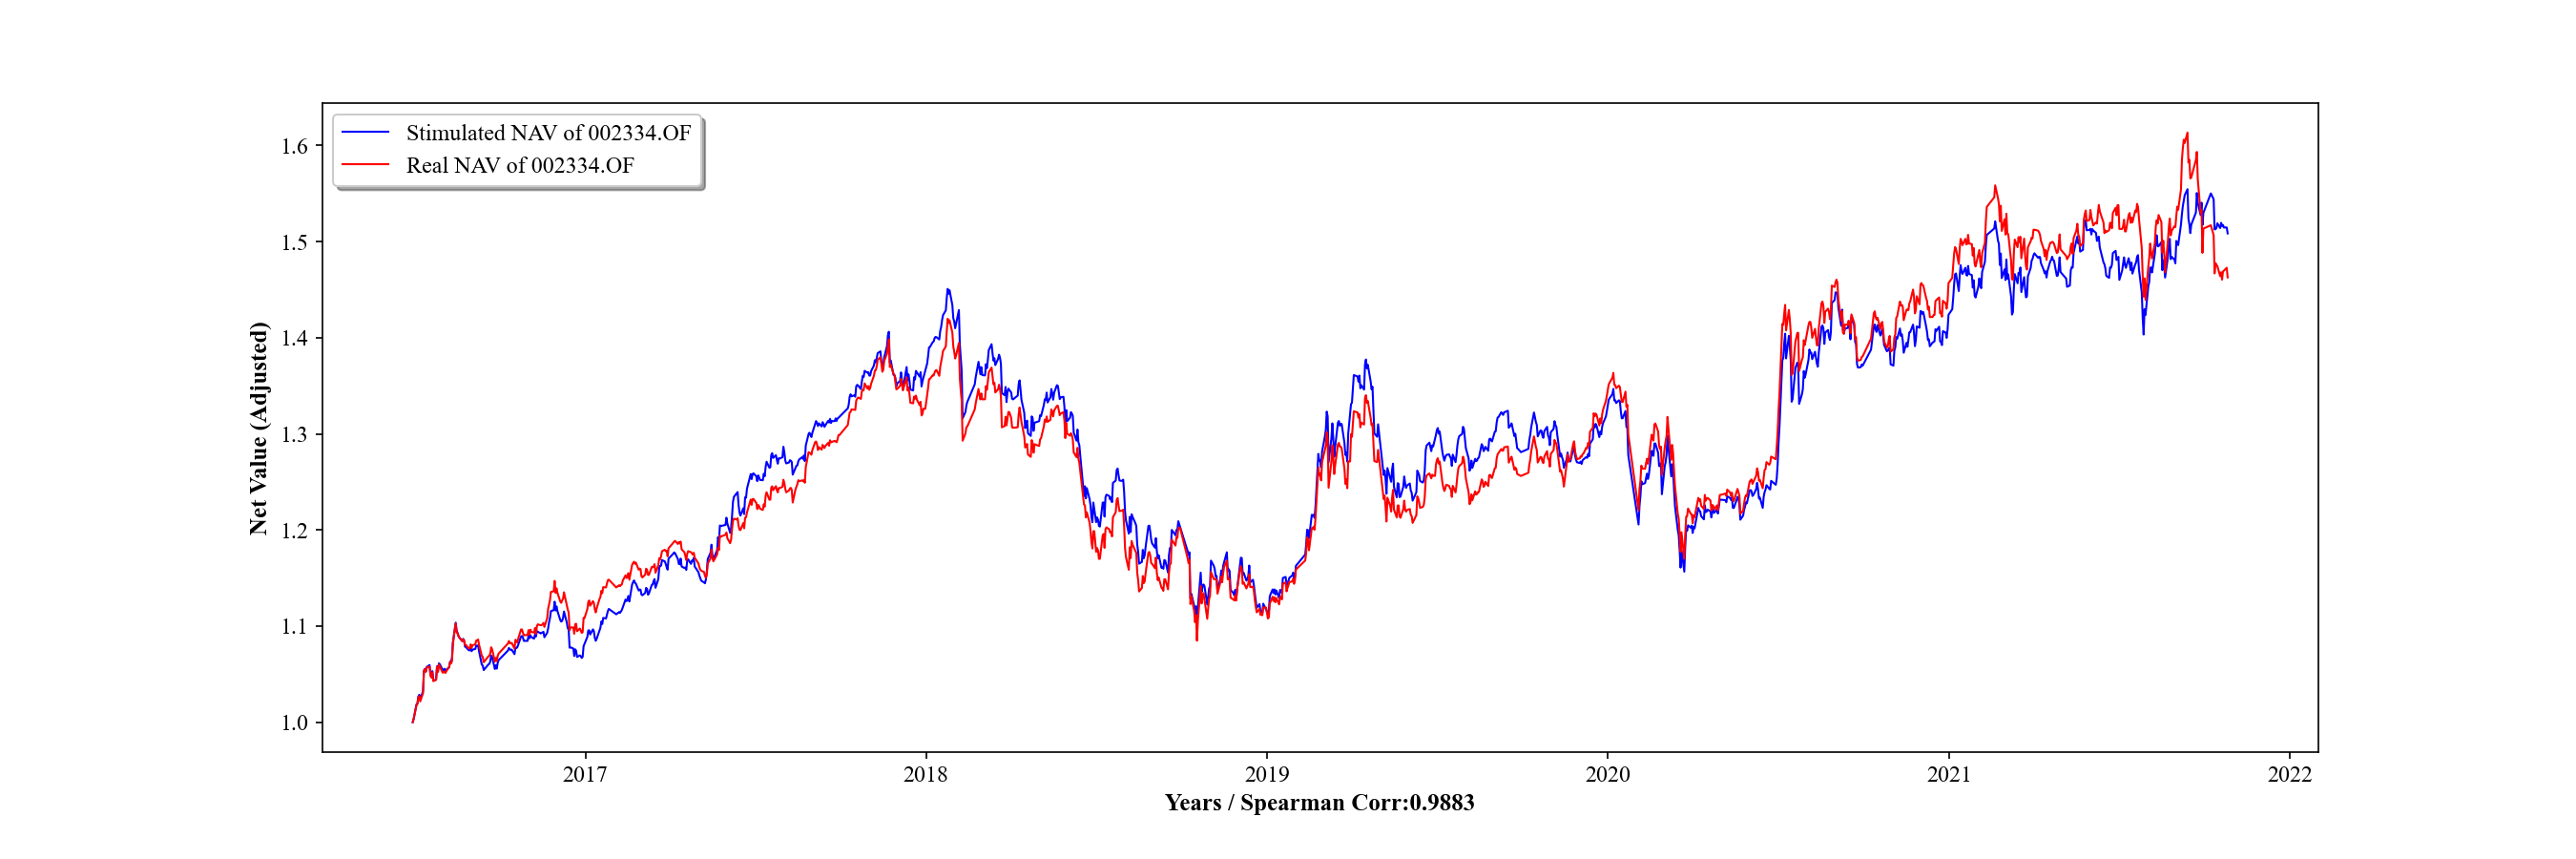 Stimulated NAV of 002334.OF
Real NAV of 002334.OF
Net Value (Adjusted)
1.6
1.5
1.4
1.3
1.2
1.1
1.0
2017 2018 2019 2020 2021 2022
Years / Spearman Corr:0.9883